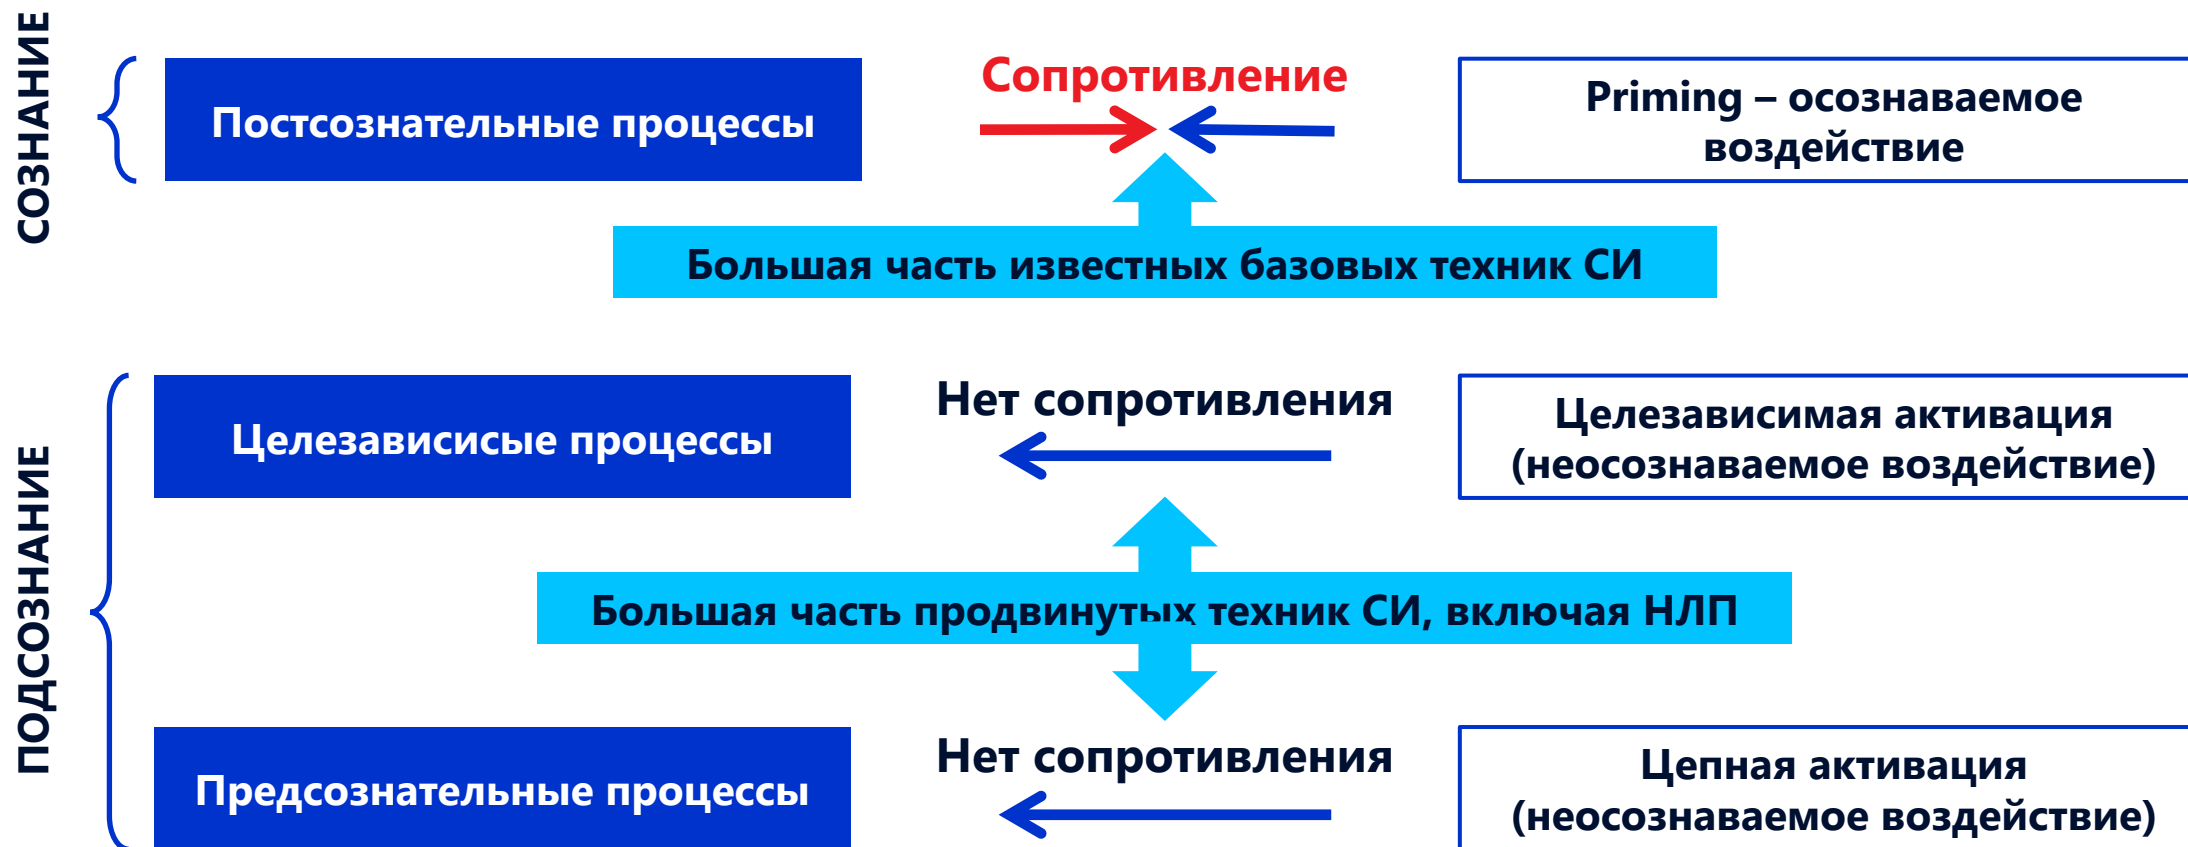 СОЗНАНИЕ
Постсознательные процессы
Сопротивление
Priming – осознаваемое
воздействие
Большая часть известных базовых техник СИ
ПОДСОЗНАНИЕ
Целезависисые процессы
Нет сопротивления
Целезависимая активация
(неосознаваемое воздействие)
Большая часть продвинутых техник СИ, включая НЛП
Предсознательные процессы
Нет сопротивления
Цепная активация
(неосознаваемое воздействие)